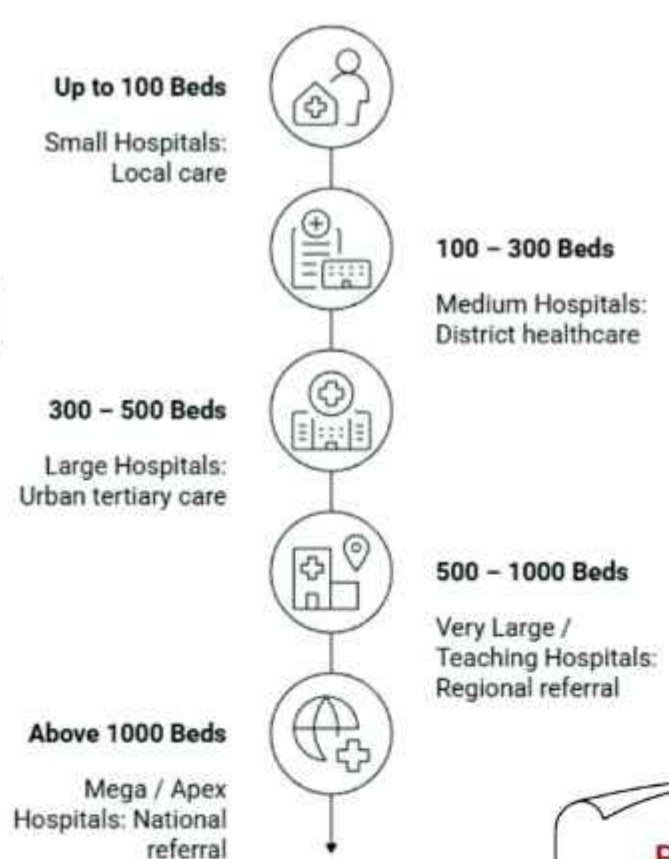 Up to 100 Beds
Small Hospitals:
Local care
100 – 300 Beds
Medium Hospitals:
District healthcare
300 – 500 Beds
Large Hospitals:
Urban tertiary care
500 – 1000 Beds
Very Large /
Teaching Hospitals:
Regional referral
Above 1000 Beds
Mega / Apex
Hospitals: National
referral